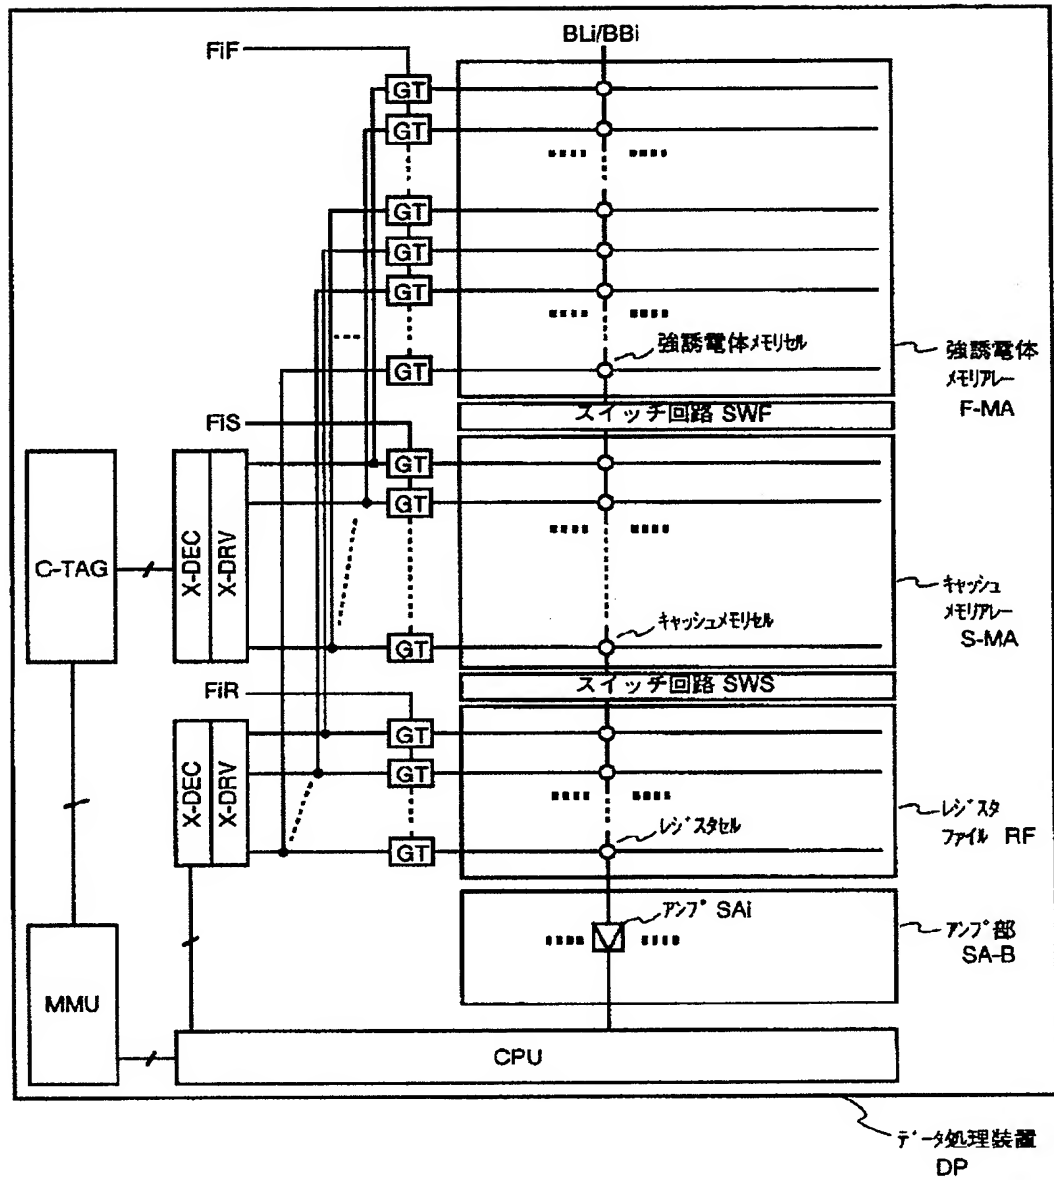 BLi/BBi
FiF
GT
GT
GT
GT
GT
強誘電体メモリセル
GT
強誘電体
メモリアレー
F-MA
スイッチ回路 SWF
FiS
GT
GT
C-TAG
X-DEC
X-DRV
キャッシュ
メモリアレー
S-MA
キャッシュメモリセル
GT
スイッチ回路 SWS
FiR
GT
GT
X-DEC
X-DRV
レジスタ
ファイル RF
レジスタセル
GT
アンプ SAi
アンプ部
SA-B
MMU
CPU
データ処理装置
DP